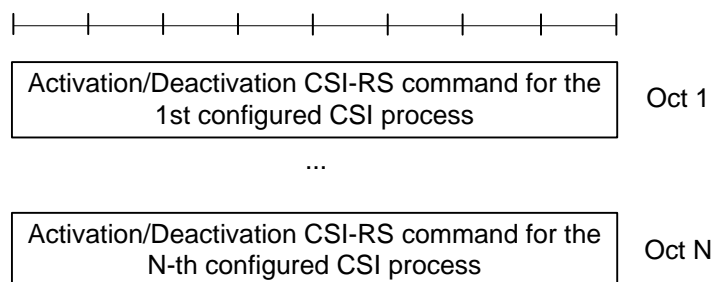 Activation/Deactivation CSI-RS command for the
1st configured CSI process
Oct 1
...
Activation/Deactivation CSI-RS command for the
N-th configured CSI process
Oct N